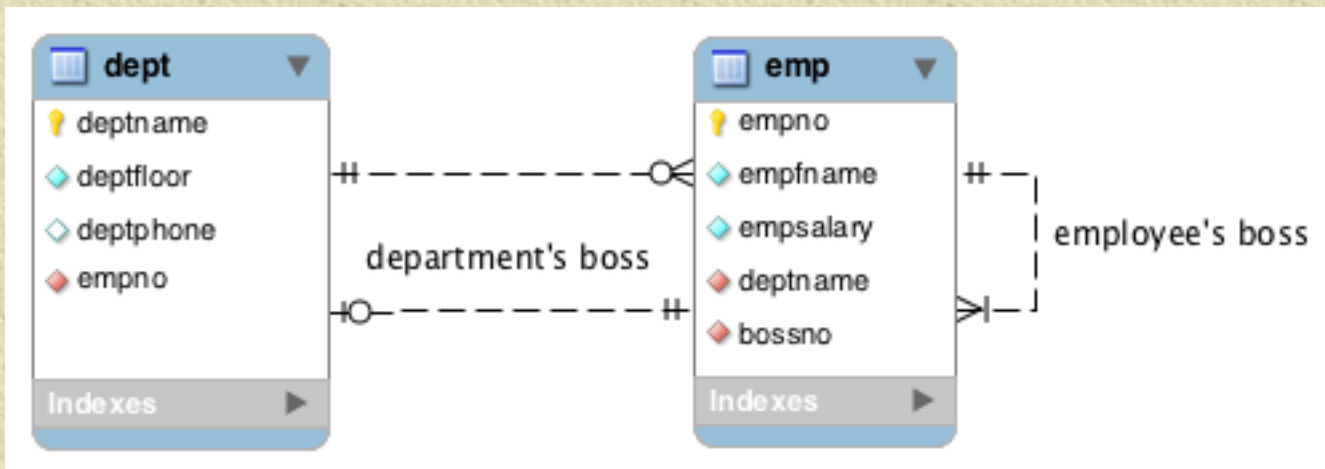 dept
deptname
deptfloor
deptphone
empno
Indexes
department's boss
emp
empno
empfname
empsalary
deptname
bossno
Indexes
employee's boss